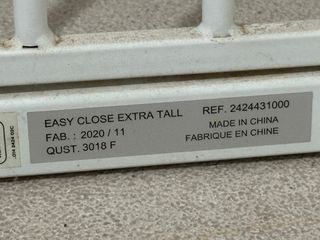 EASY CLOSE EXTRA TALL
REF. 2424431000
FAB. : 2020 / 11
MADE IN CHINA
QUST. 3018 F
FABRIQUE EN CHINE